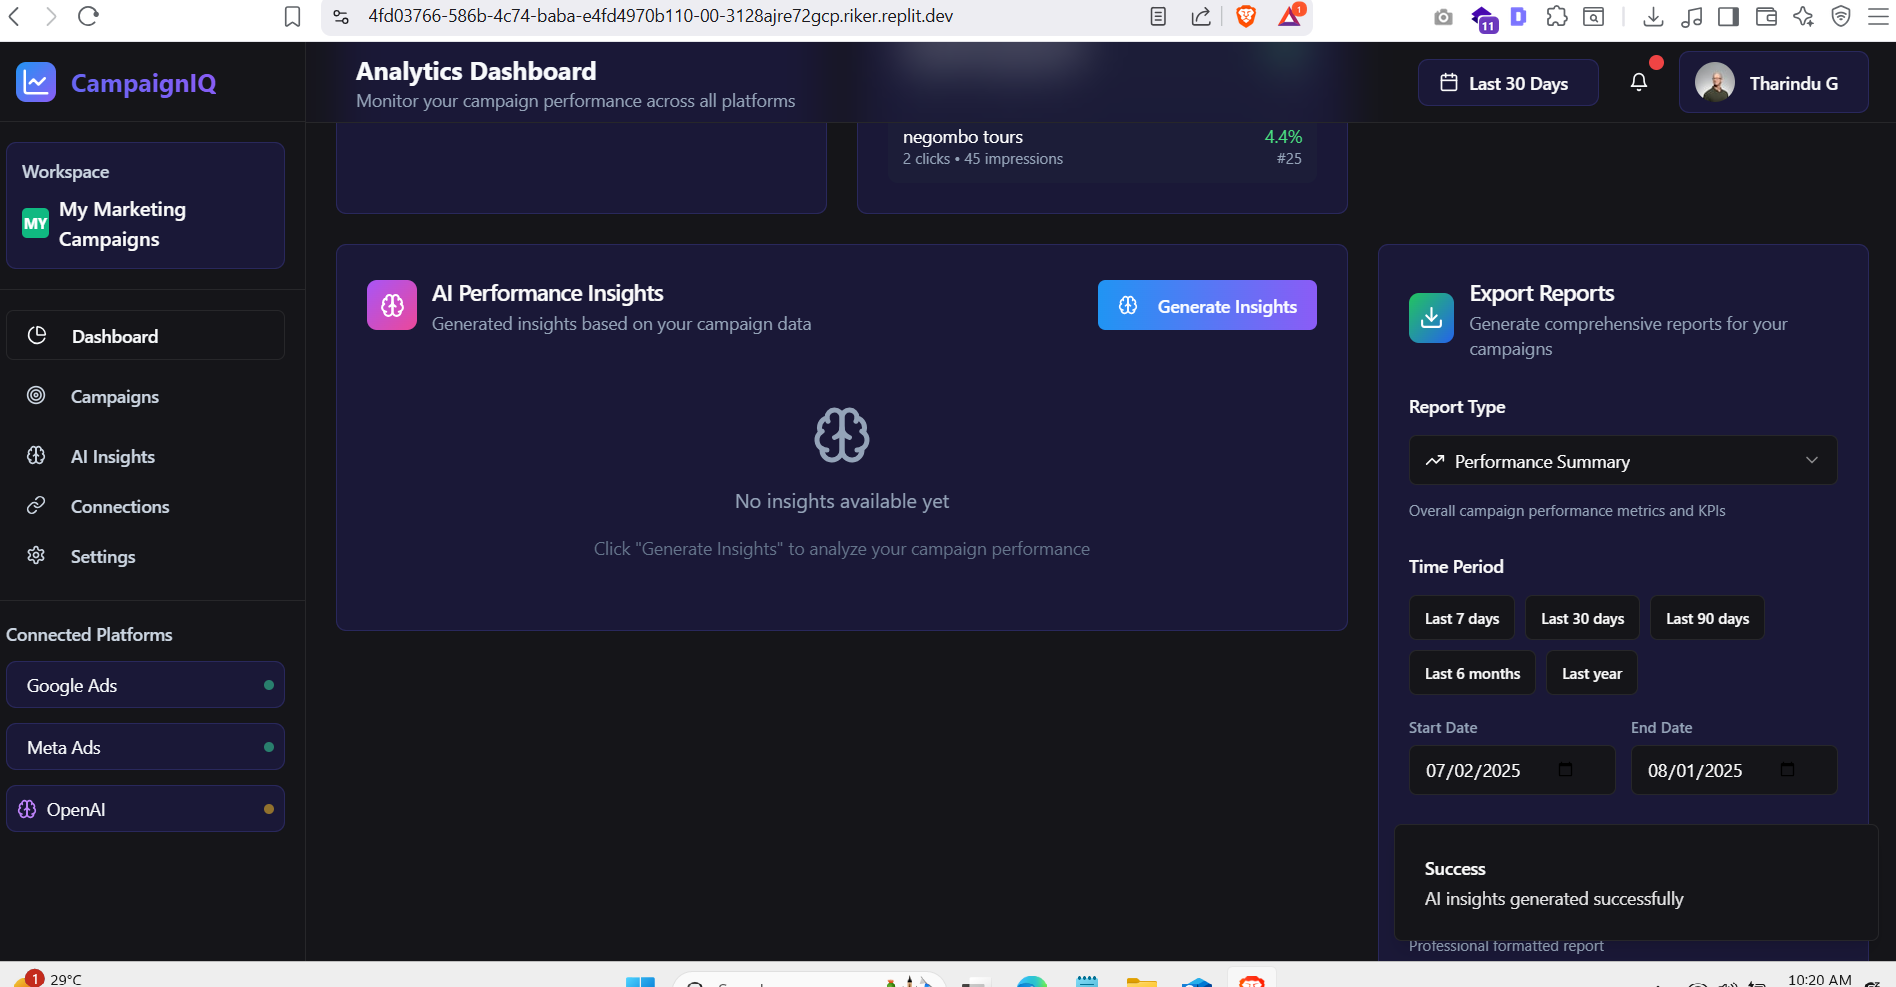 4fd03766-586b-4c74-baba-e4fd4970b110-00-3128ajre72gcp.riker.replit.dev
1
11
CampaignIQ
Analytics Dashboard
Monitor your campaign performance across all platforms
Last 30 Days
Tharindu G
Workspace
MY
My Marketing
Campaigns
Dashboard
Campaigns
AI Insights
Connections
Settings
Connected Platforms
Google Ads
Meta Ads
OpenAI
negombo tours
4.4%
2 clicks • 45 impressions
#25
AI Performance Insights
Generated insights based on your campaign data
Generate Insights
No insights available yet
Click "Generate Insights" to analyze your campaign performance
Export Reports
Generate comprehensive reports for your
campaigns
Report Type
Performance Summary
Overall campaign performance metrics and KPIs
Time Period
Last 7 days
Last 30 days
Last 90 days
Last 6 months
Last year
Start Date
End Date
07/02/2025
08/01/2025
Success
AI insights generated successfully
Professional formatted report
1
29°C
10:20 AM